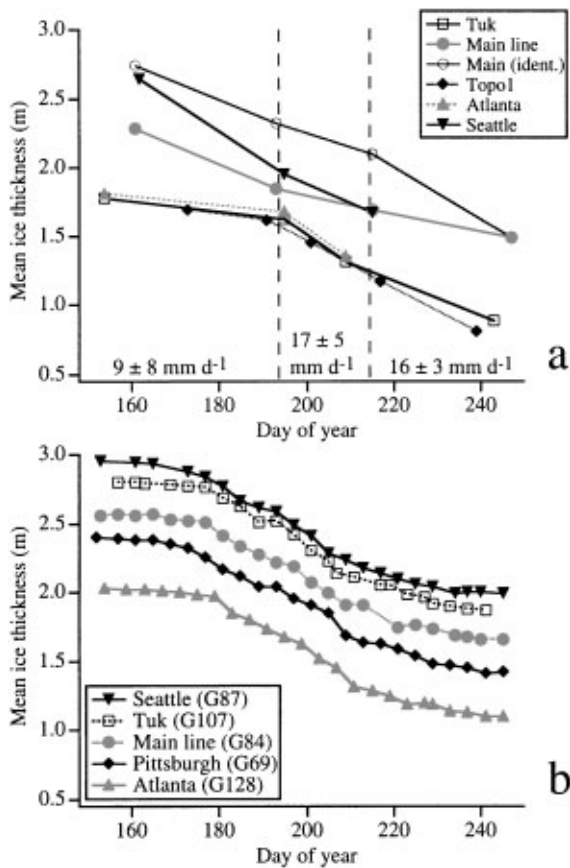 3.0
2.5
2.0
1.5
1.0
0.5
Mean ice thickness (m)
Tuk
Main line
Main (ident.)
Topo1
Atlanta
Seattle
9 ± 8 mm d-1
17 ± 5
mm d-1
16 ± 3 mm d-1
a
160 180 200 220 240
Day of year
3.0
2.5
2.0
1.5
1.0
0.5
Mean ice thickness (m)
Seattle (G87)
Tuk (G107)
Main line (G84)
Pittsburgh (G69)
Atlanta (G128)
b
160 180 200 220 240
Day of year